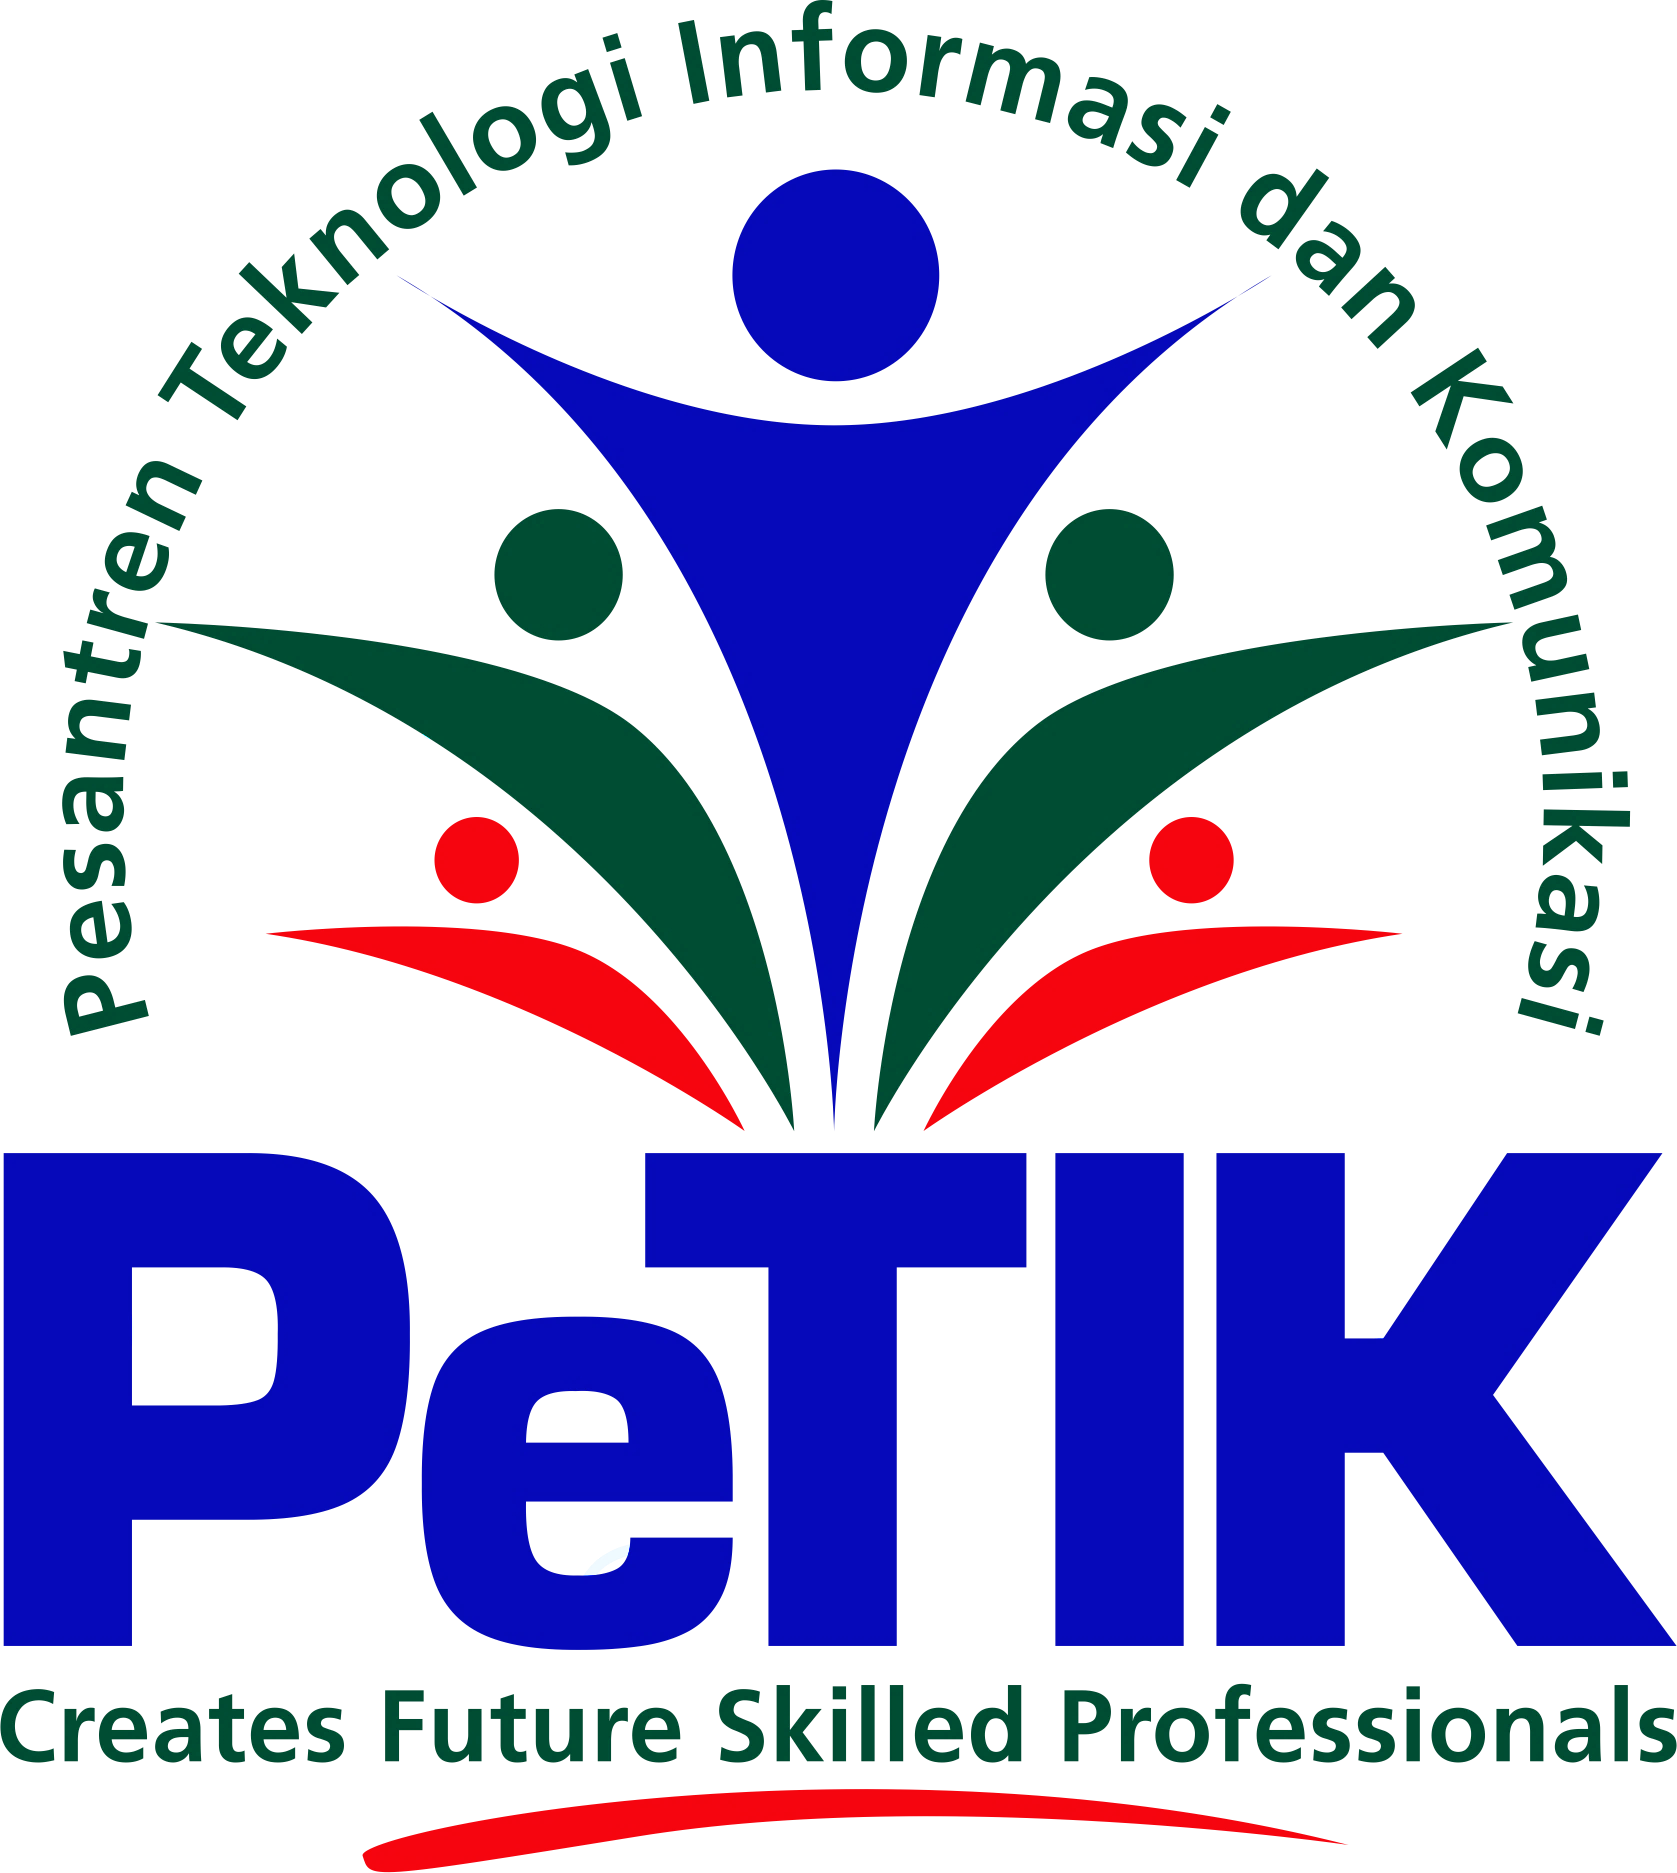 Pesantren Teknologi Informasi dan Komunikasi
PeTIK
Creates Future Skilled Professionals